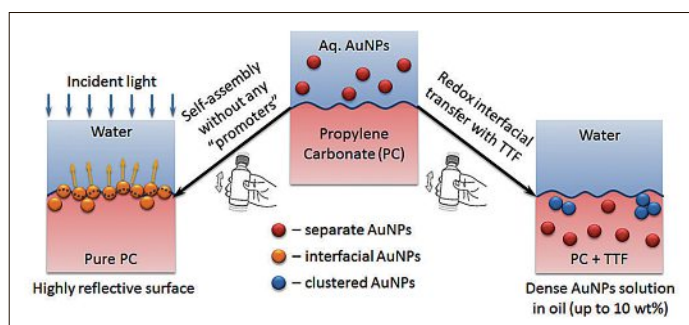 Aq. AuNPs
Propylene
Carbonate (PC)
Self-assembly
without any
"promoters"
Redox interfacial
transfer with TTF
Incident light
Water
Pure PC
Highly reflective surface
– separate AuNPs
– interfacial AuNPs
– clustered AuNPs
Water
PC + TTF
Dense AuNPs solution
in oil (up to 10 wt%)